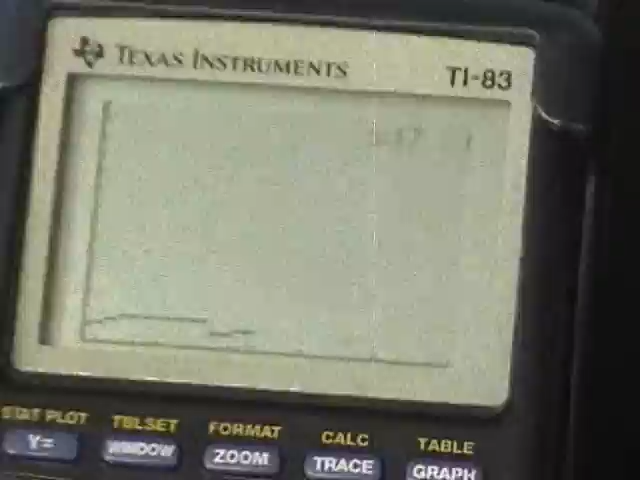 TEXAS INSTRUMENTS TI-83
STAT PLOT TBLSET FORMAT CALC TABLE
Y= WINDOW ZOOM TRACE GRAPH